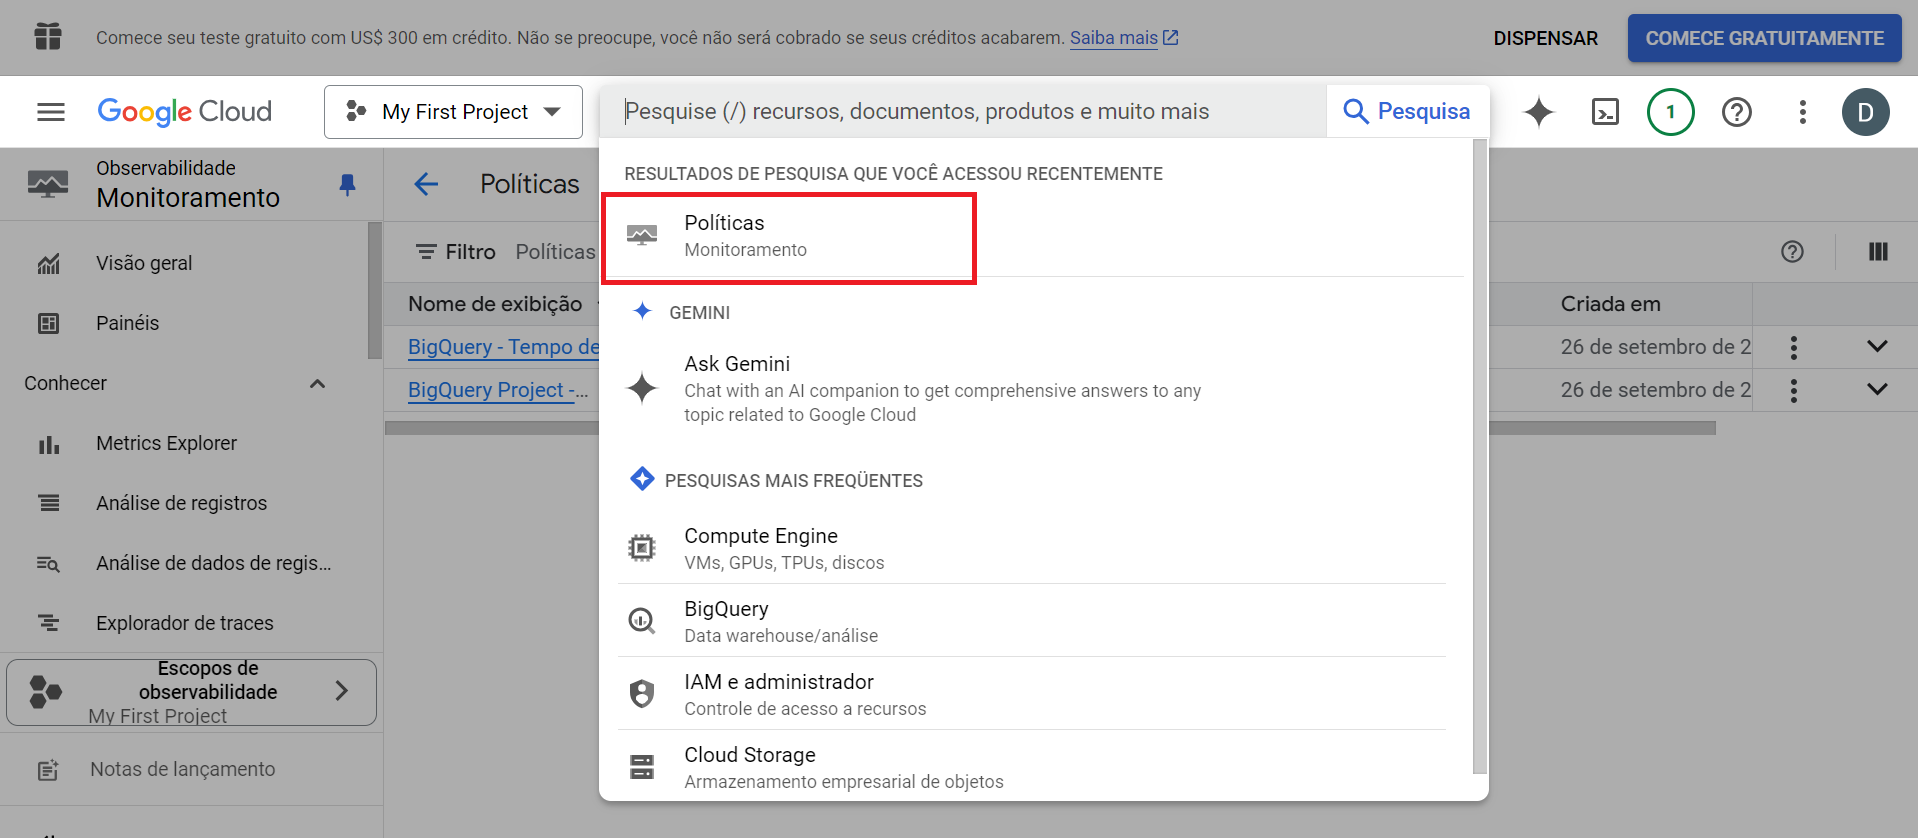 Comece seu teste gratuito com US$ 300 em crédito. Não se preocupe, você não será cobrado se seus créditos acabarem. Saiba mais
DISPENSAR
COMECE GRATUITAMENTE
Google Cloud
My First Project
Pesquise (/) recursos, documentos, produtos e muito mais
Pesquisa
1
D
Observabilidade
Monitoramento
Visão geral
Painéis
Conhecer
Metrics Explorer
Análise de registros
Análise de dados de regis...
Explorador de traces
Escopos de
observabilidade
My First Project
Notas de lançamento
Políticas
Filtro Políticas
Nome de exibição
Criada em
BigQuery - Tempo de
26 de setembro de 2
BigQuery Project -...
26 de setembro de 2
RESULTADOS DE PESQUISA QUE VOCÊ ACESSOU RECENTEMENTE
Políticas
Monitoramento
GEMINI
Ask Gemini
Chat with an AI companion to get comprehensive answers to any
topic related to Google Cloud
PESQUISAS MAIS FREQÜENTES
Compute Engine
VMs, GPUs, TPUs, discos
BigQuery
Data warehouse/análise
IAM e administrador
Controle de acesso a recursos
Cloud Storage
Armazenamento empresarial de objetos